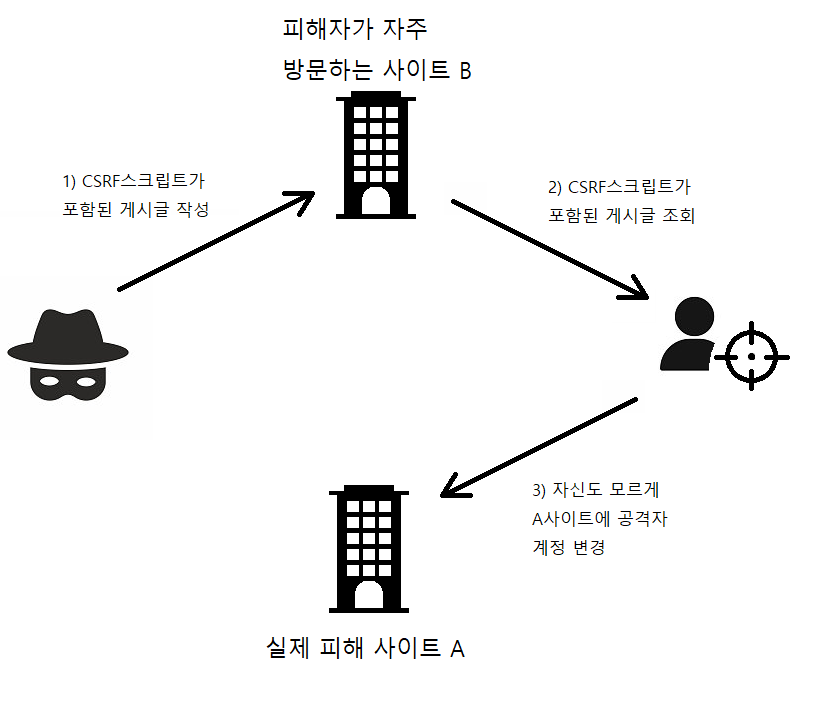 피해자가 자주
방문하는 사이트 B
1) CSRF스크립트가
포함된 게시글 작성
2) CSRF스크립트가
포함된 게시글 조회
3) 자신도 모르게
A사이트에 공격자
계정 변경
실제 피해 사이트 A